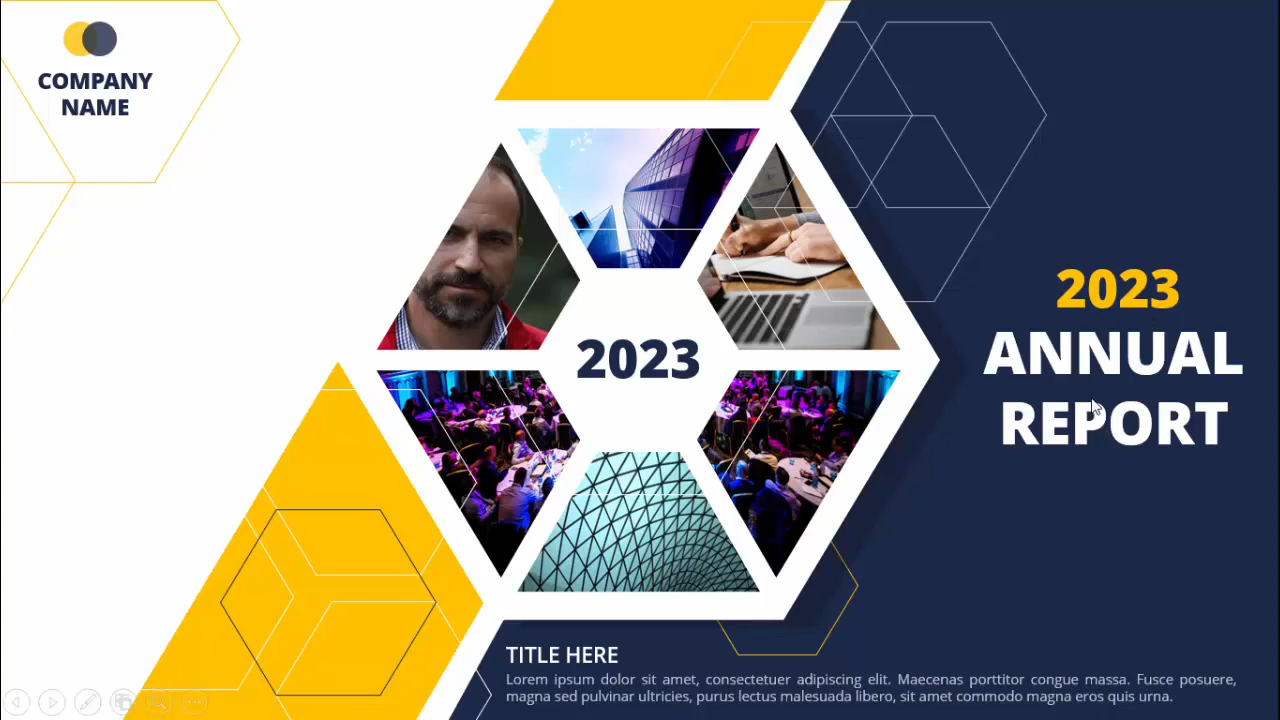 COMPANY
NAME
2023
2023
ANNUAL
REPORT
TITLE HERE
Lorem ipsum dolor sit amet, consectetuer adipiscing elit. Maecenas porttitor congue massa. Fusce posuere,
magna sed pulvinar ultricies, purus lectus malesuada libero, sit amet commodo magna eros quis urna.